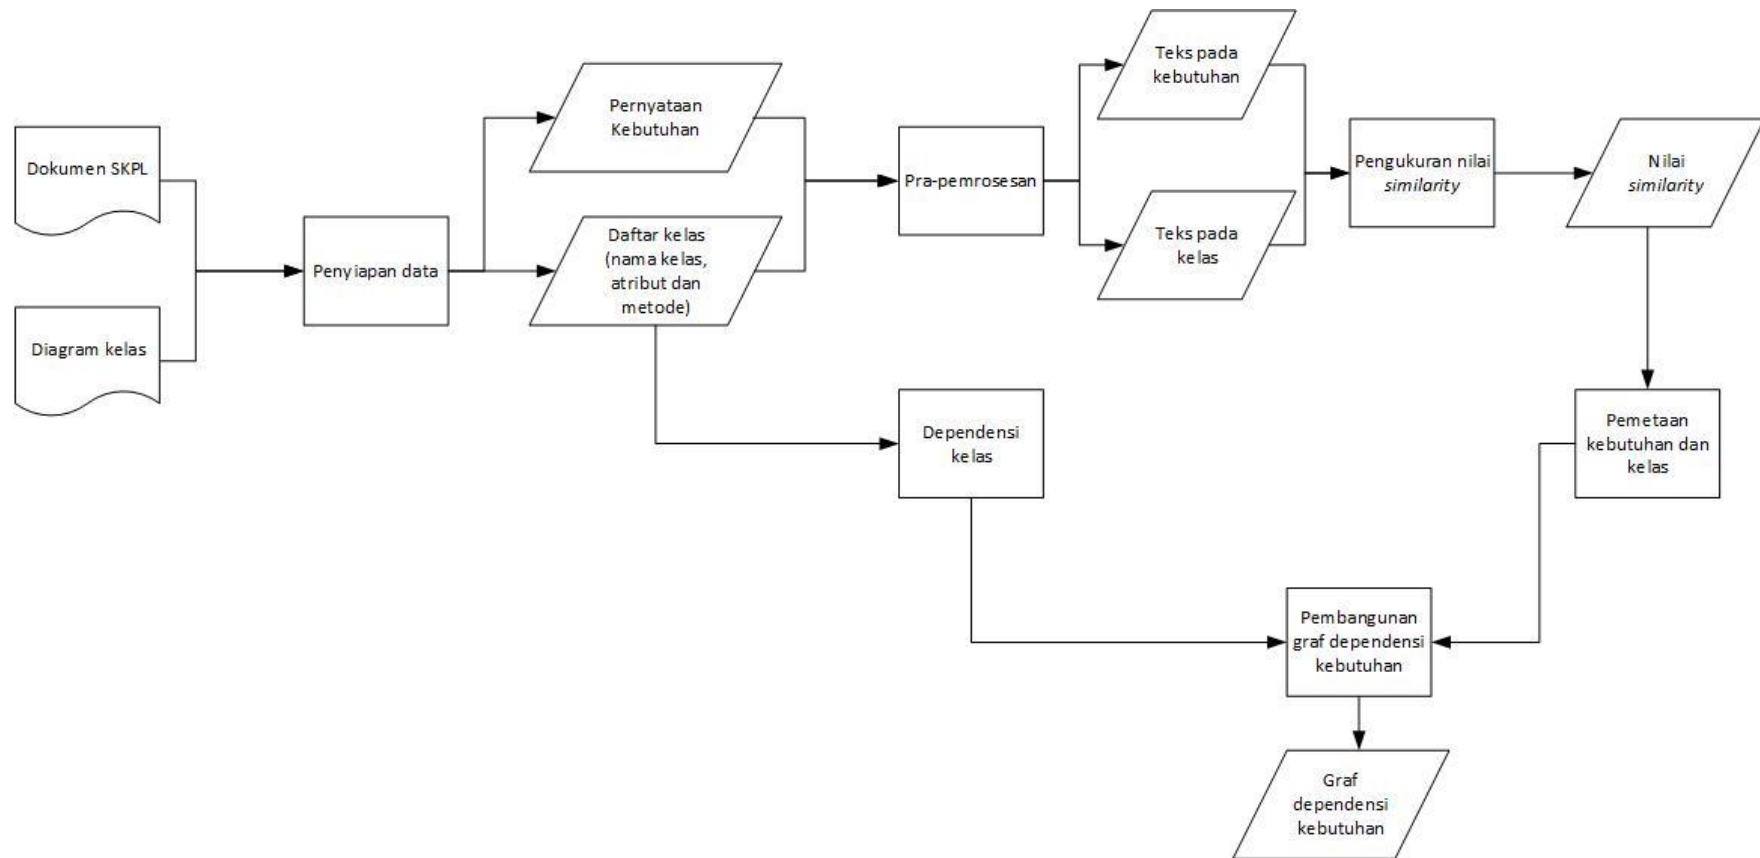 Dokumen SKPL
Diagram kelas
Penyiapan data
Pernyataan
Kebutuhan
Daftar kelas
(nama kelas,
atribut dan
metode)
Pra-pemrosesan
Teks pada
kebutuhan
Teks pada
kelas
Pengukuran nilai
similarity
Nilai
similarity
Dependensi
kelas
Pemetaan
kebutuhan dan
kelas
Pembangunan
graf dependensi
kebutuhan
Graf
dependensi
kebutuhan